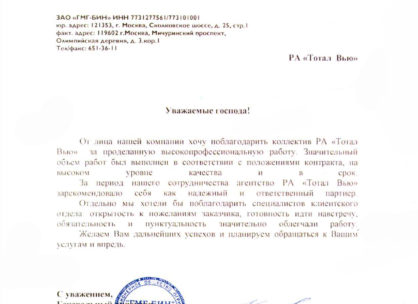 ЗАО «ГМГ-БИН» ИНН 7731277561/773101001
юр. адрес: 121353, г. Москва, Сколковское шоссе, д. 25, стр.1
факт. адрес: 119602 г.Москва, Мичуринский проспект,
Олимпийская деревня, д. 3.кор.1
Тел/факс: 651-36-11
РА «Тотал Вью»
Уважаемые господа!
От лица нашей компании хочу поблагодарить коллектив РА «Тотал
Вью» за проделанную высокопрофессиональную работу. Значительный
объем работ был выполнен в соответствии с положениями контракта, на
высоком уровне качества и в срок.
За период нашего сотрудничества агентство РА «Тотал Вью»
зарекомендовало себя как надежный и ответственный партнер.
Отдельно мы хотели бы поблагодарить специалистов клиентского
отдела: открытость к пожеланиям заказчика, готовность идти навстречу,
обязательность и пунктуальность значительно облегчали работу.
Желаем Вам дальнейших успехов и планируем обращаться к Вашим
услугам и впредь.
С уважением,